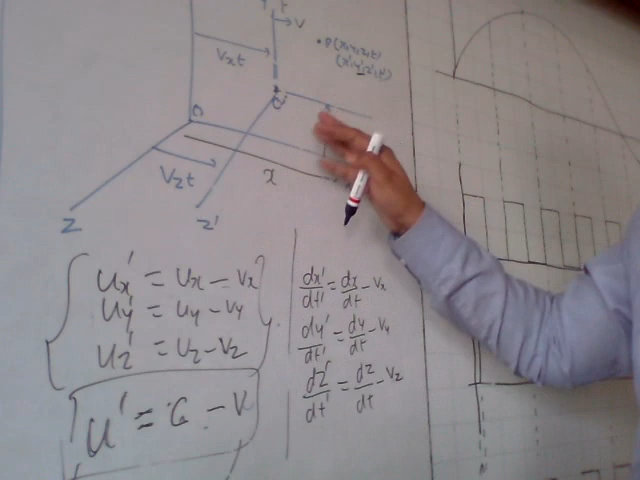 V
Vxt
P(x,y,z,t)
(x',y',z',t')
O
O'
Vzt
x
Z
Z'
ux' = ux - vx
uy' = uy - vy
uz' = uz - vz
dx'/dt' = dx/dt - vx
dy'/dt' = dy/dt - vy
dz'/dt' = dz/dt - vz